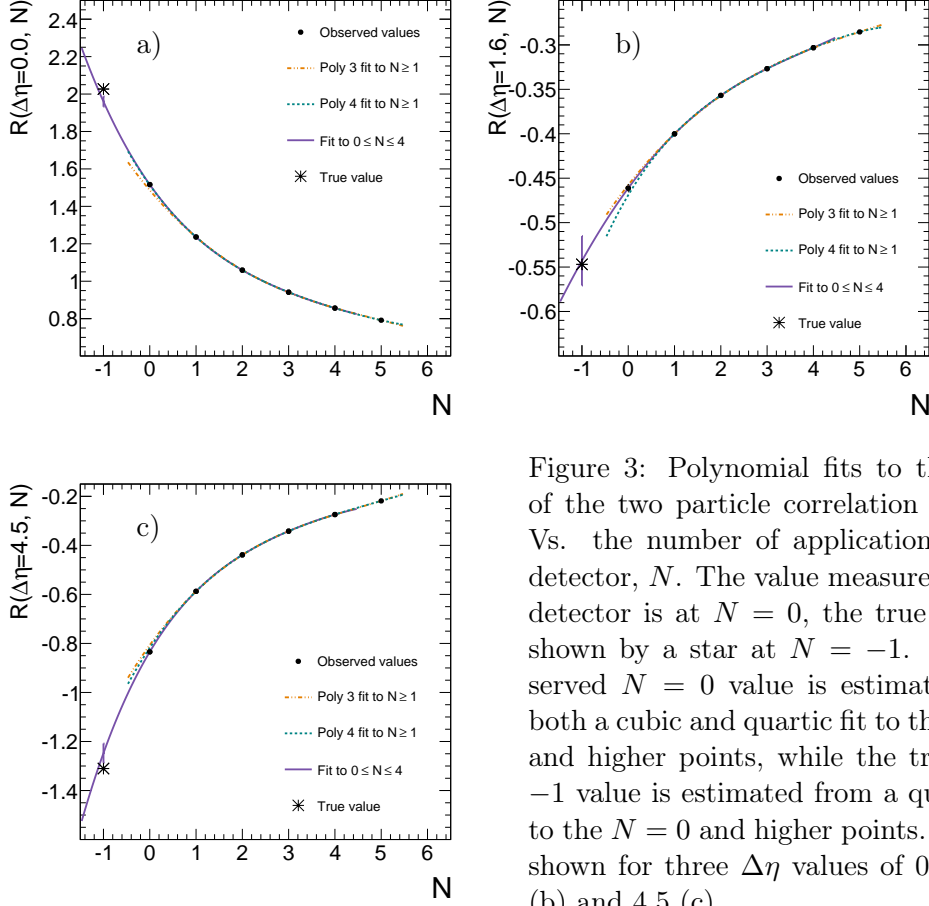 R(Δη=0.0, N)
2.4
2.2
2
1.8
1.6
1.4
1.2
1
0.8
a)
Observed values
Poly 3 fit to N ≥ 1
Poly 4 fit to N ≥ 1
Fit to 0 ≤ N ≤ 4
True value
-1 0 1 2 3 4 5 6
N
R(Δη=1.6, N)
-0.3
-0.35
-0.4
-0.45
-0.5
-0.55
-0.6
b)
Observed values
Poly 3 fit to N ≥ 1
Poly 4 fit to N ≥ 1
Fit to 0 ≤ N ≤ 4
True value
-1 0 1 2 3 4 5 6
N
R(Δη=4.5, N)
-0.2
-0.4
-0.6
-0.8
-1
-1.2
-1.4
c)
Observed values
Poly 3 fit to N ≥ 1
Poly 4 fit to N ≥ 1
Fit to 0 ≤ N ≤ 4
True value
-1 0 1 2 3 4 5 6
N
Figure 3: Polynomial fits to
of the two particle correlation
Vs. the number of application
detector, N. The value measure
detector is at N = 0, the true
shown by a star at N = −1.
served N = 0 value is estimat
both a cubic and quartic fit to
and higher points, while the
−1 value is estimated from a
to the N = 0 and higher points.
shown for three Δη values of
(b) and 4.5 (c)